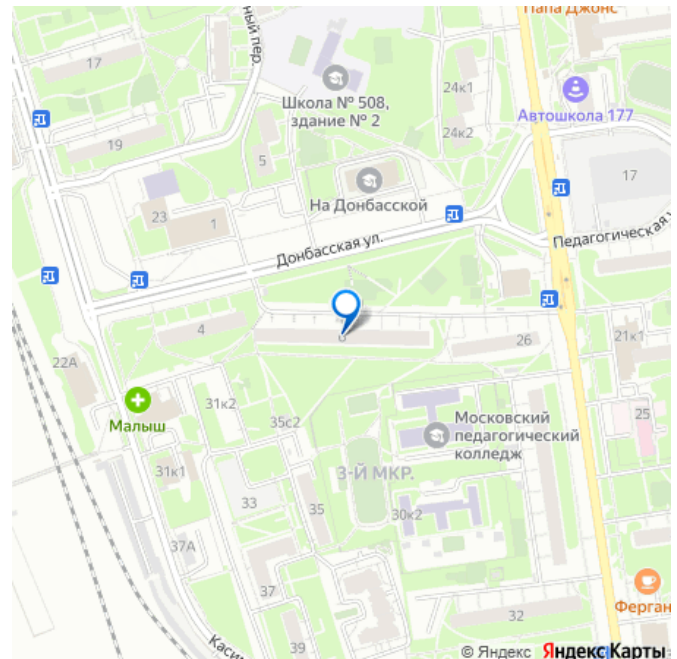 Папа Джонс
ный пер.
17
24к1
Школа № 508,
здание № 2
Автошкола 177
24к2
19
5
17
На Донбасской
23
1
Донбасская ул.
Педагогическая у
4
26
21к1
22А
Малыш
31к2
35с2
25
Московский
педагогический
колледж
3-Й МКР.
31к1
33
35
30к2
37А
37
Ферган
32
Касим
39
© Яндекс Яндекс Карты